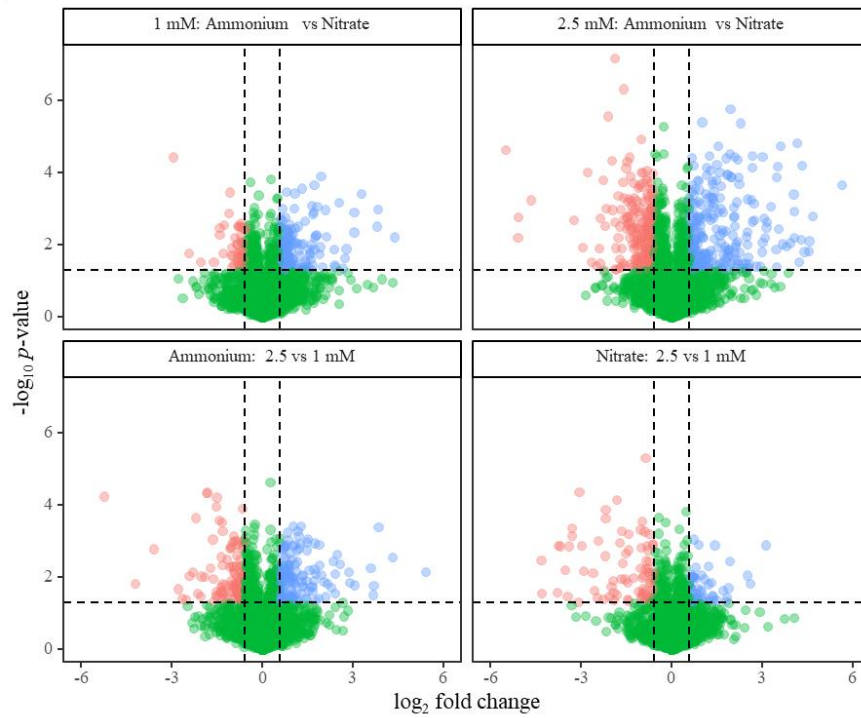 1 mM: Ammonium vs Nitrate
2.5 mM: Ammonium vs Nitrate
6
4
2
0
Ammonium: 2.5 vs 1 mM
Nitrate: 2.5 vs 1 mM
6
4
2
0
-log₁₀ p-value
-6 -3 0 3 6
-6 -3 0 3 6
log₂ fold change